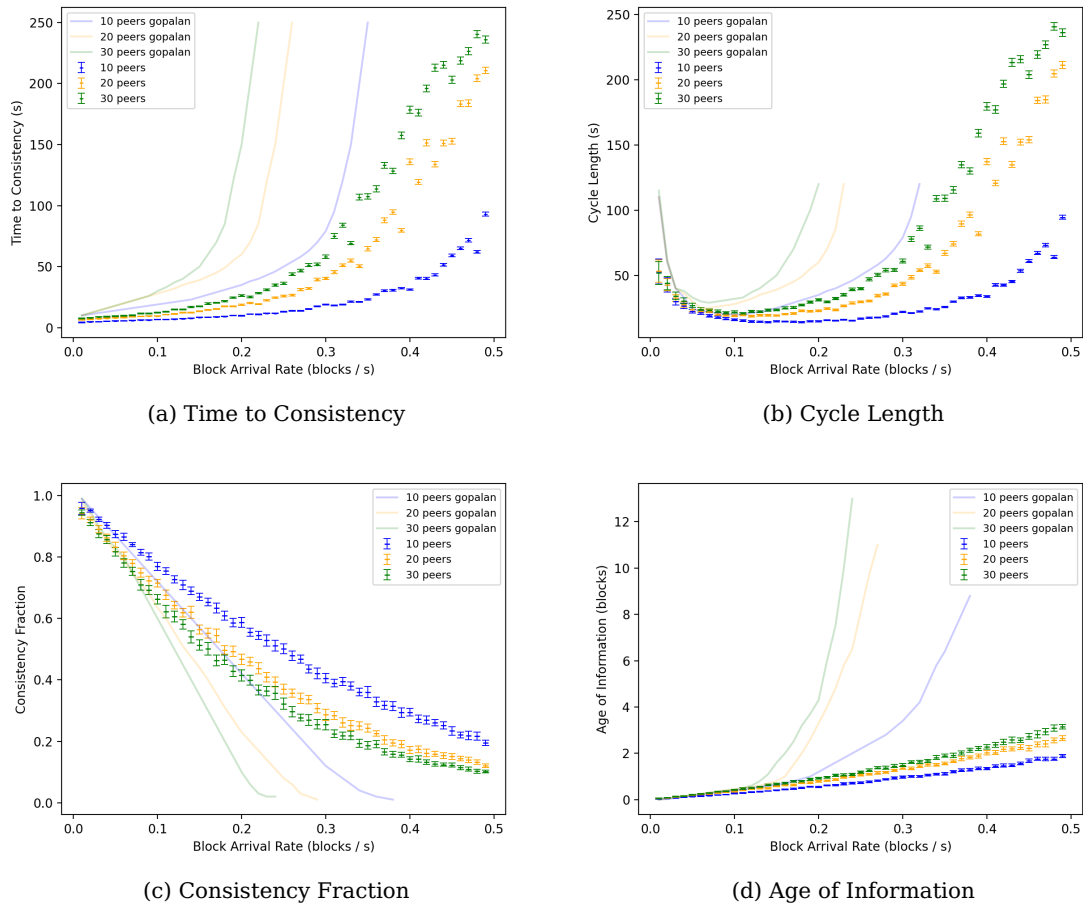 250
200
150
100
50
0
Time to Consistency (s)
10 peers gopalan
20 peers gopalan
30 peers gopalan
10 peers
20 peers
30 peers
0.0 0.1 0.2 0.3 0.4 0.5
Block Arrival Rate (blocks / s)
(a) Time to Consistency
250
200
150
100
50
Cycle Length (s)
10 peers gopalan
20 peers gopalan
30 peers gopalan
10 peers
20 peers
30 peers
0.0 0.1 0.2 0.3 0.4 0.5
Block Arrival Rate (blocks / s)
(b) Cycle Length
1.0
0.8
0.6
0.4
0.2
0.0
Consistency Fraction
10 peers gopalan
20 peers gopalan
30 peers gopalan
10 peers
20 peers
30 peers
0.0 0.1 0.2 0.3 0.4 0.5
Block Arrival Rate (blocks / s)
(c) Consistency Fraction
12
10
8
6
4
2
0
Age of Information (blocks)
10 peers gopalan
20 peers gopalan
30 peers gopalan
10 peers
20 peers
30 peers
0.0 0.1 0.2 0.3 0.4 0.5
Block Arrival Rate (blocks / s)
(d) Age of Information